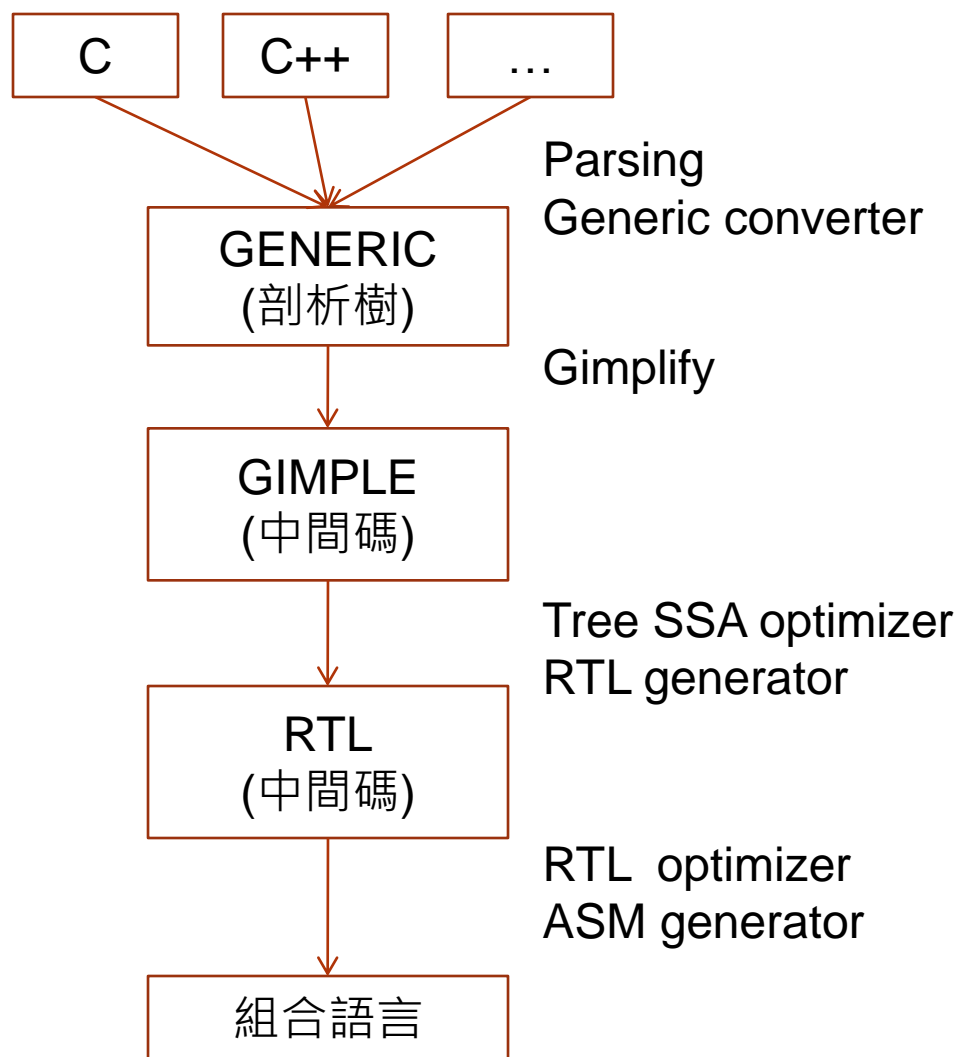 C
C++
…
Parsing
Generic converter
GENERIC
(剖析樹)
Gimplify
GIMPLE
(中間碼)
Tree SSA optimizer
RTL generator
RTL
(中間碼)
RTL optimizer
ASM generator
組合語言